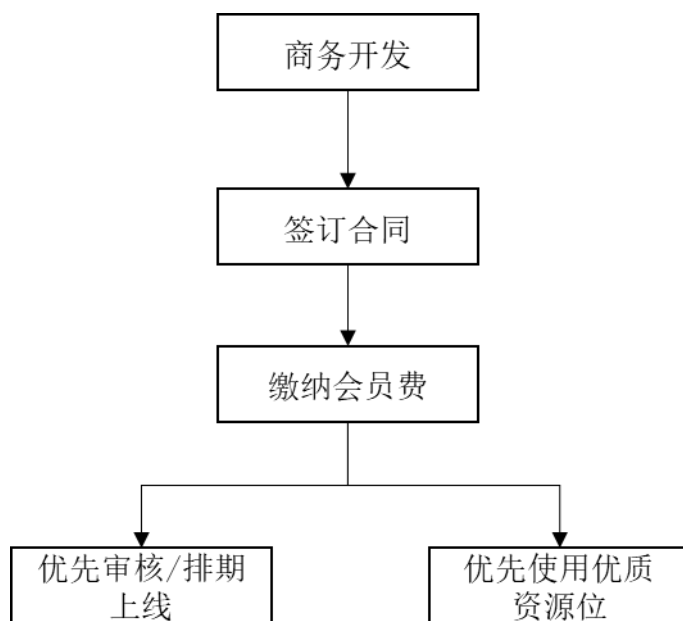 商务开发
签订合同
缴纳会员费
优先审核/排期
上线
优先使用优质
资源位